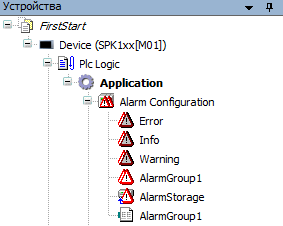 Устройства
FirstStart
Device (SPK1xx[M01])
Plc Logic
Application
Alarm Configuration
Error
Info
Warning
AlarmGroup1
AlarmStorage
AlarmGroup1